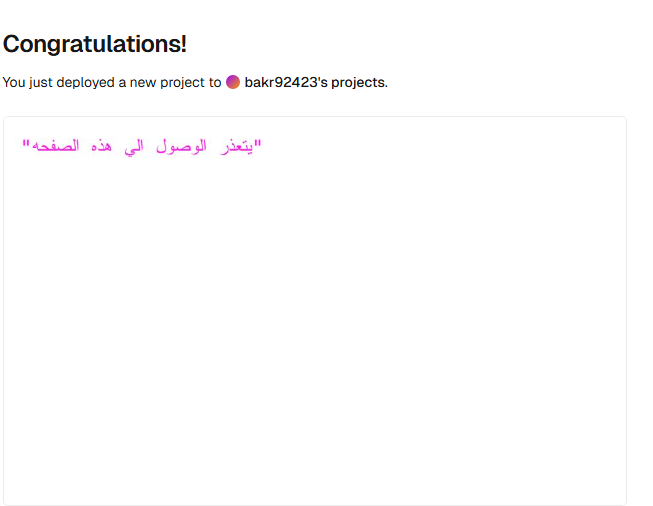 Congratulations!
You just deployed a new project to bakr92423's projects.
"يتعذر الوصول الي هذه الصفحه"